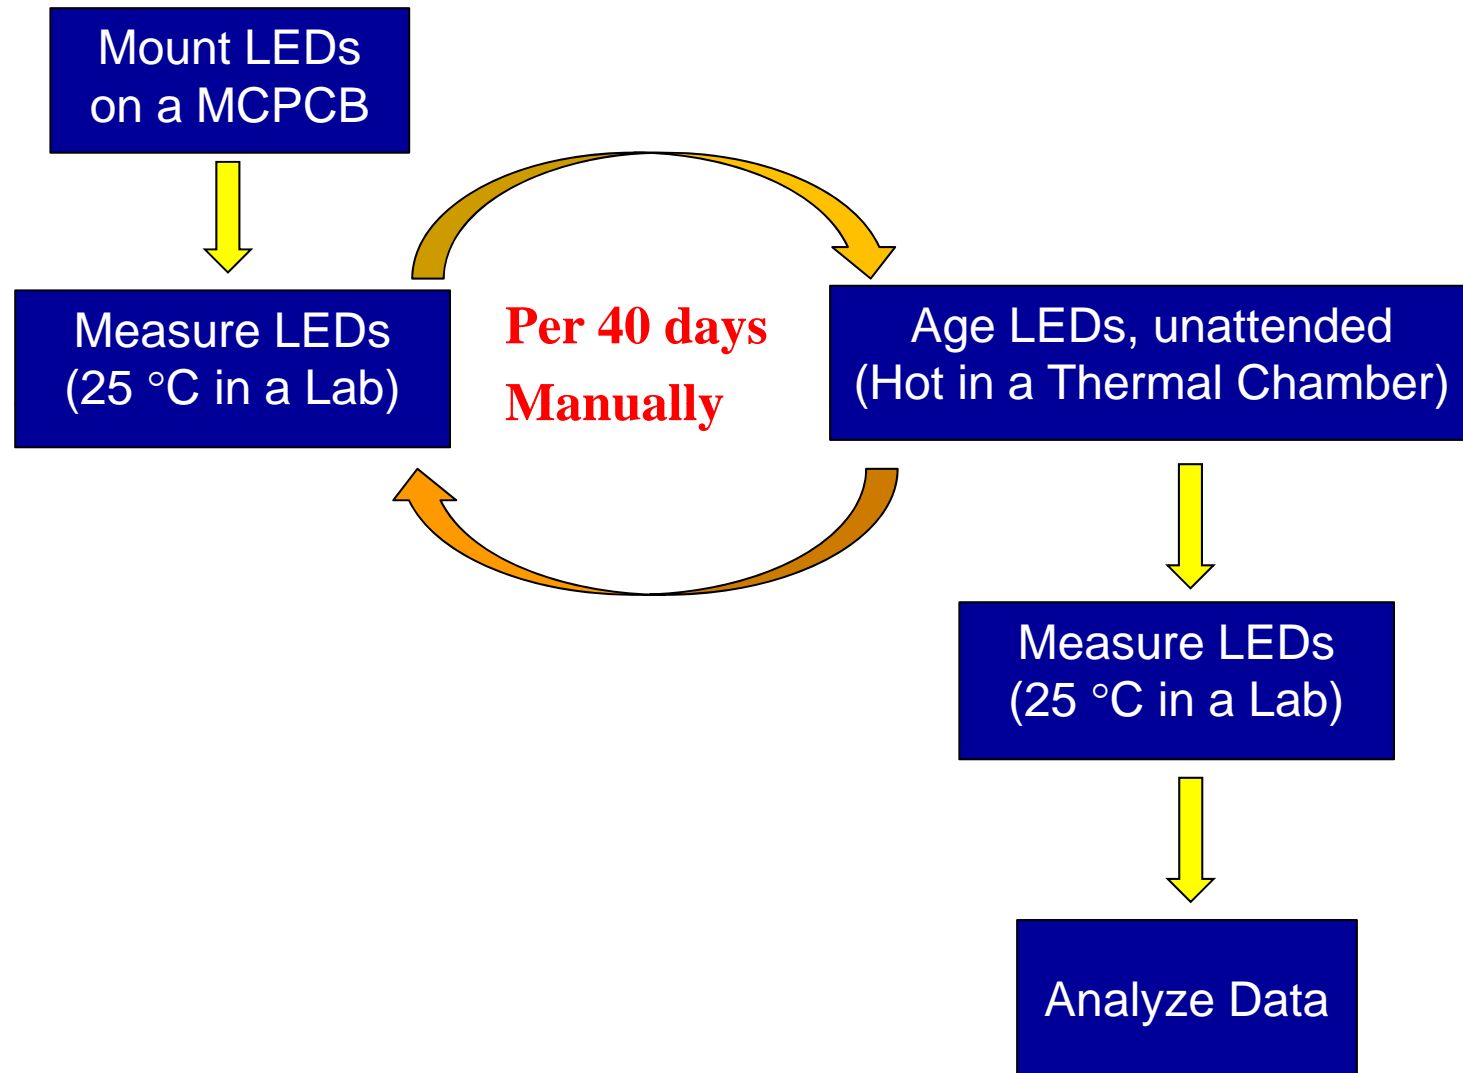 Mount LEDs
on a MCPCB
Measure LEDs
(25 °C in a Lab)
Per 40 days
Manually
Age LEDs, unattended
(Hot in a Thermal Chamber)
Measure LEDs
(25 °C in a Lab)
Analyze Data